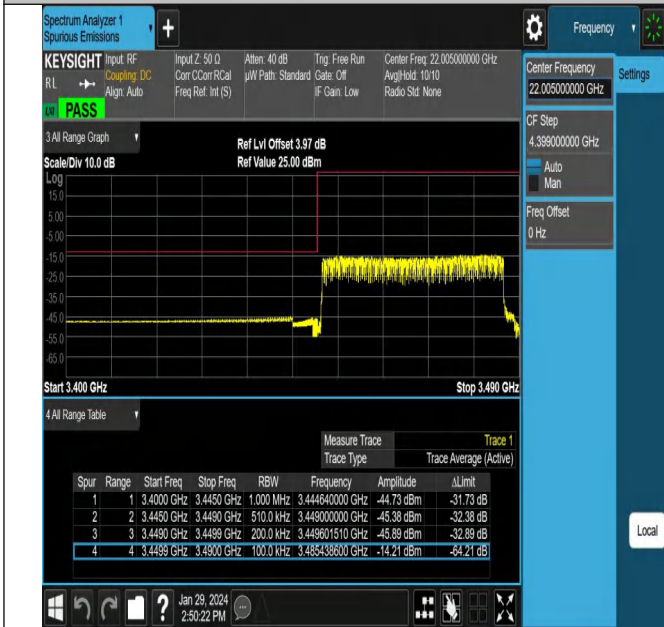 Spectrum Analyzer 1
Spurious Emissions
+
Frequency
KEYSIGHT
RL
LXI PASS
Input: RF
Coupling: DC
Align: Auto
Input Z: 50 Ω
Corr CCorr RCal
Freq Ref: Int (S)
Atten: 40 dB
µW Path: Standard
Trig: Free Run
Gate: Off
IF Gain: Low
Center Freq: 22.005000000 GHz
Avg|Hold: 10/10
Radio Std: None
Center Frequency
22.005000000 GHz
Settings
CF Step
4.399000000 GHz
Auto
Man
Freq Offset
0 Hz
Local
3 All Range Graph
Scale/Div 10.0 dB
Ref Lvl Offset 3.97 dB
Ref Value 25.00 dBm
Log
15.0
5.00
-5.00
-15.0
-25.0
-35.0
-45.0
-55.0
-65.0
Start 3.400 GHz Stop 3.490 GHz
4 All Range Table
Measure Trace Trace 1
Trace Type Trace Average (Active)
Spur Range Start Freq Stop Freq RBW Frequency Amplitude ΔLimit
1 1 3.4000 GHz 3.4450 GHz 1.000 MHz 3.444640000 GHz -44.73 dBm -31.73 dB
2 2 3.4450 GHz 3.4490 GHz 510.0 kHz 3.449000000 GHz -45.38 dBm -32.38 dB
3 3 3.4490 GHz 3.4499 GHz 200.0 kHz 3.449601510 GHz -45.89 dBm -32.89 dB
4 4 3.4499 GHz 3.4900 GHz 100.0 kHz 3.485438600 GHz -14.21 dBm -64.21 dB
?
Jan 29, 2024
2:50:22 PM